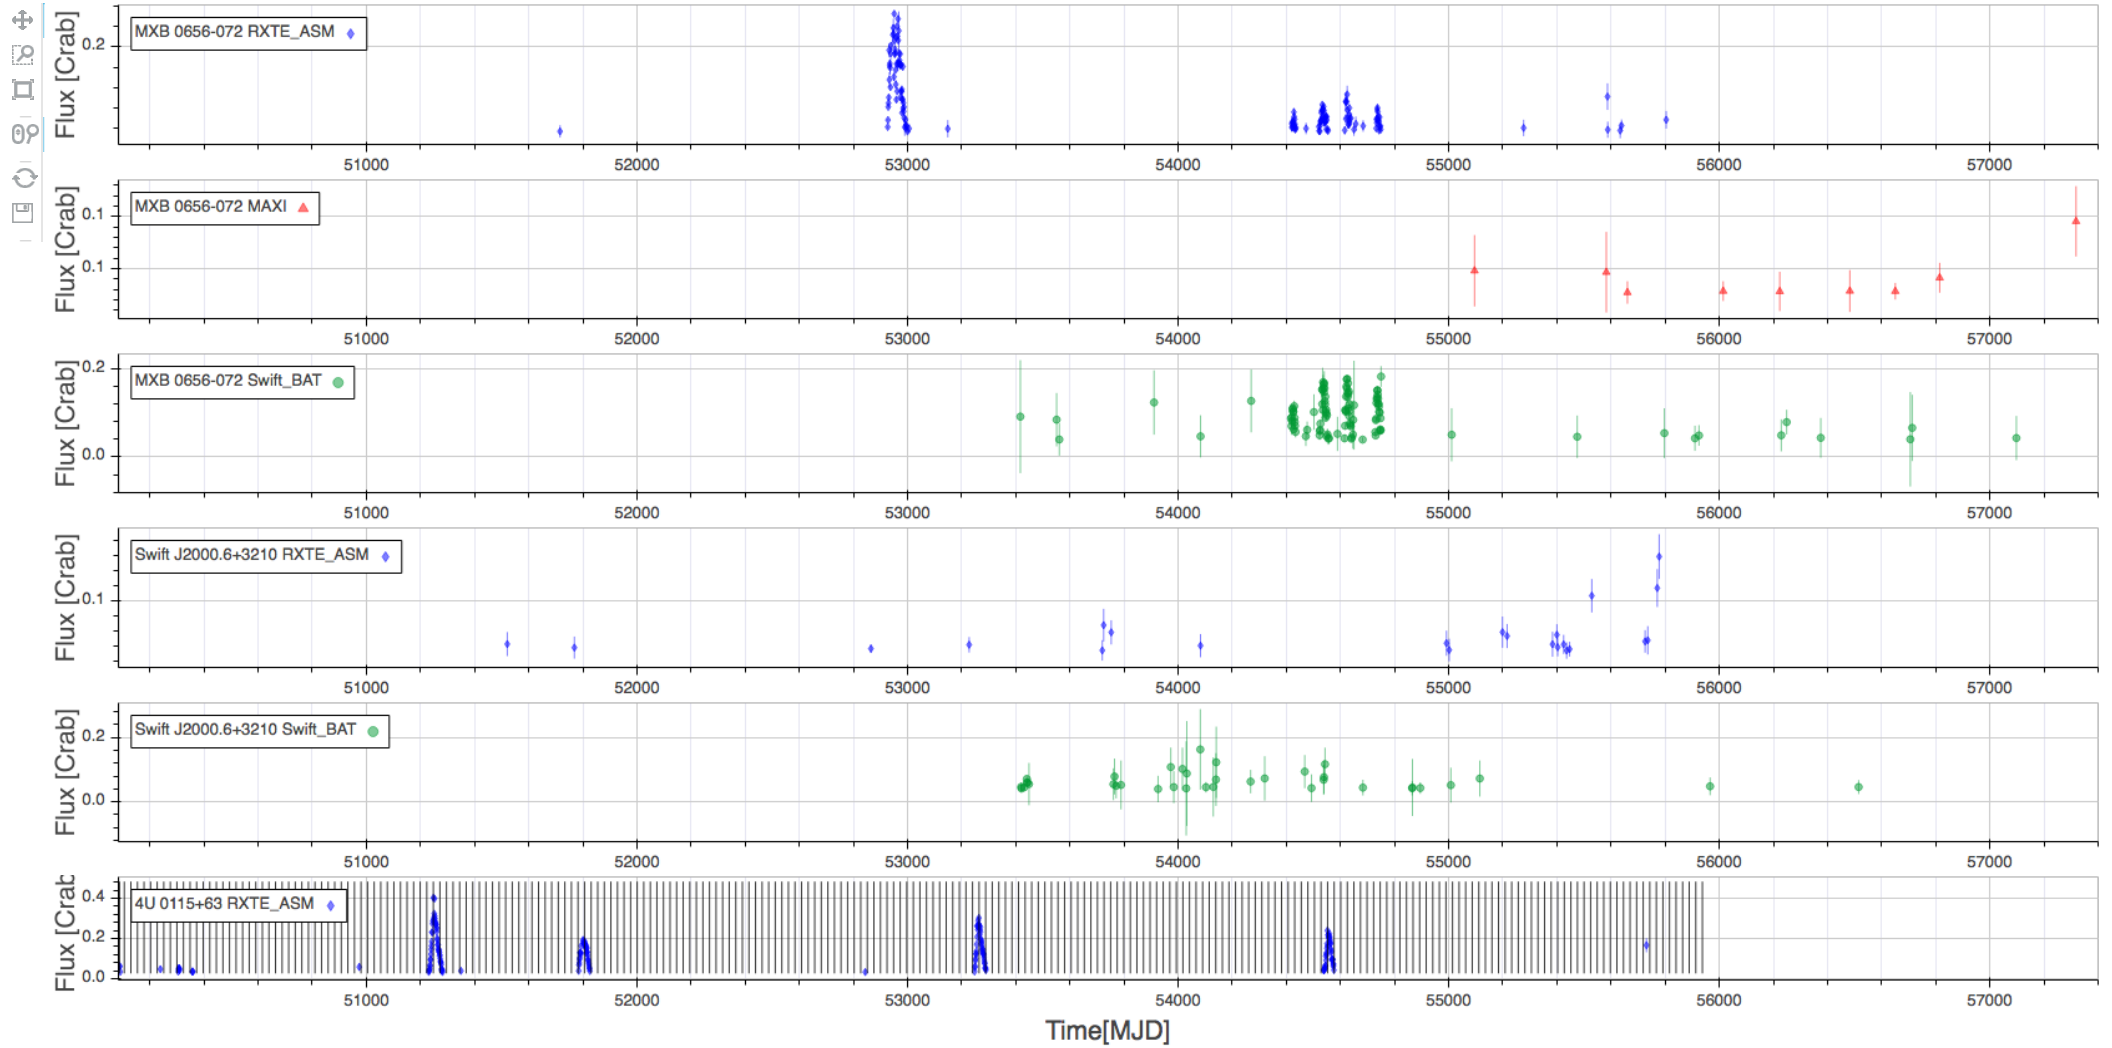 MXB 0656-072 RXTE_ASM
Flux [Crab]
0.2
51000 52000 53000 54000 55000 56000 57000
MXB 0656-072 MAXI
Flux [Crab]
0.1
0.1
51000 52000 53000 54000 55000 56000 57000
MXB 0656-072 Swift_BAT
Flux [Crab]
0.2
0.0
51000 52000 53000 54000 55000 56000 57000
Swift J2000.6+3210 RXTE_ASM
Flux [Crab]
0.1
51000 52000 53000 54000 55000 56000 57000
Swift J2000.6+3210 Swift_BAT
Flux [Crab]
0.2
0.0
51000 52000 53000 54000 55000 56000 57000
4U 0115+63 RXTE_ASM
Flux [Crab
0.4
0.2
0.0
51000 52000 53000 54000 55000 56000 57000
Time[MJD]